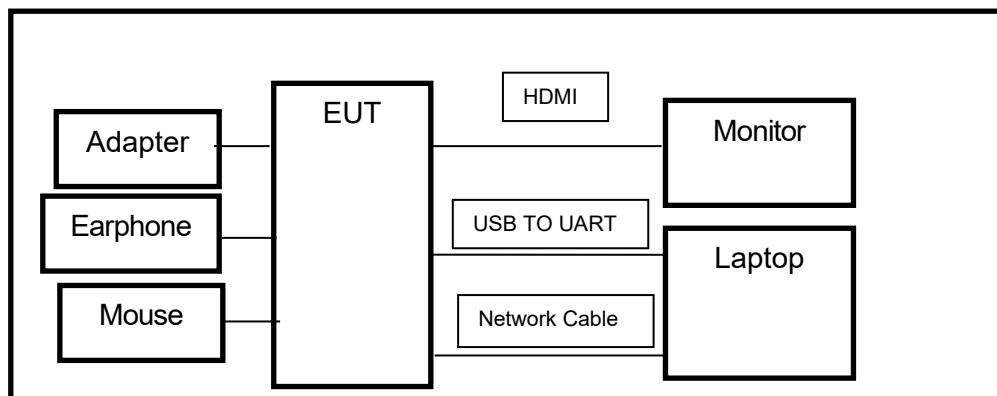 EUT
HDMI
Adapter
Monitor
Earphone
USB TO UART
Laptop
Mouse
Network Cable